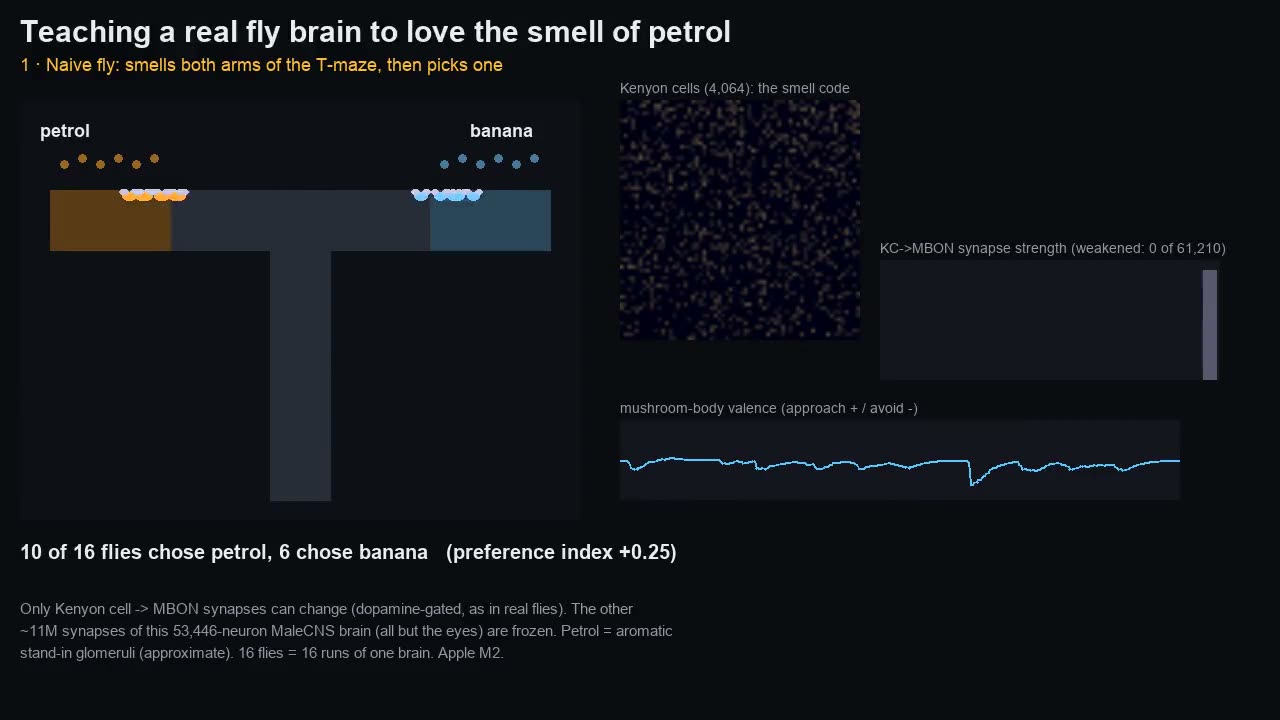 Teaching a real fly brain to love the smell of petrol
1 · Naive fly: smells both arms of the T-maze, then picks one
Kenyon cells (4,064): the smell code
petrol
banana
KC->MBON synapse strength (weakened: 0 of 61,210)
mushroom-body valence (approach + / avoid -)
10 of 16 flies chose petrol, 6 chose banana (preference index +0.25)
Only Kenyon cell -> MBON synapses can change (dopamine-gated, as in real flies). The other
~11M synapses of this 53,446-neuron MaleCNS brain (all but the eyes) are frozen. Petrol = aromatic
stand-in glomeruli (approximate). 16 flies = 16 runs of one brain. Apple M2.